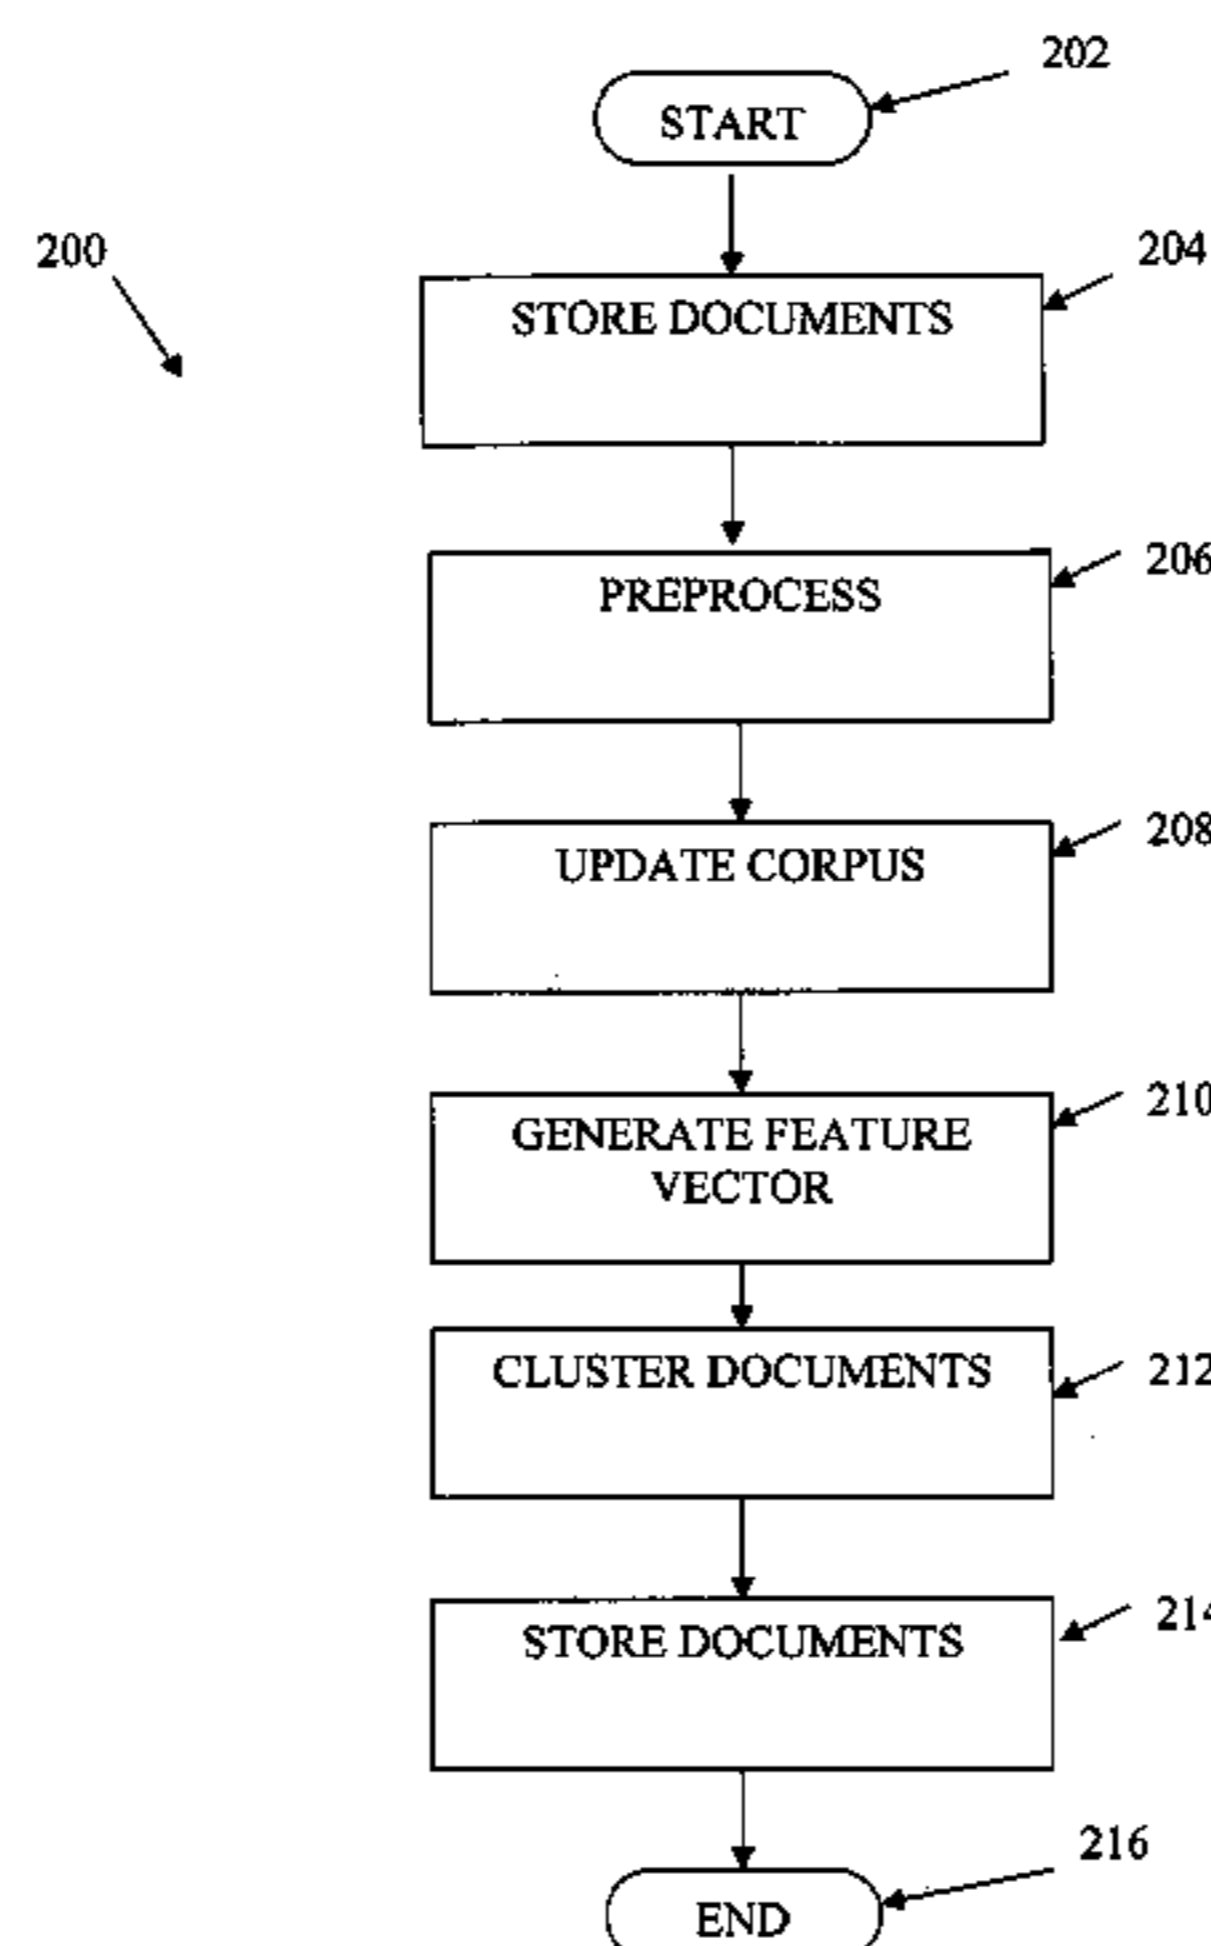 202
START
200
204
STORE DOCUMENTS
206
PREPROCESS
208
UPDATE CORPUS
210
GENERATE FEATURE
VECTOR
212
CLUSTER DOCUMENTS
214
STORE DOCUMENTS
216
END